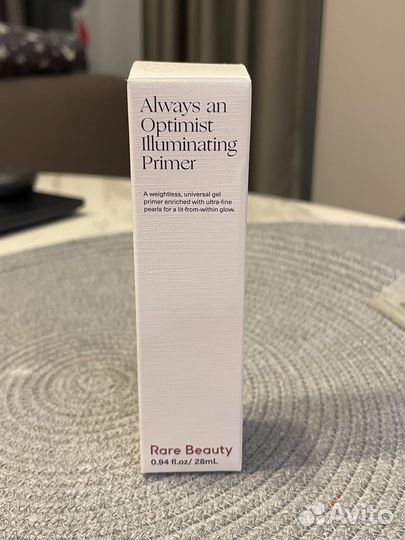 Always an
Optimist
Illuminating
Primer
A weightless, universal gel
primer enriched with ultra-fine
pearls for a lit-from-within glow.
Rare Beauty
0.94 fl.oz/ 28mL
Avito